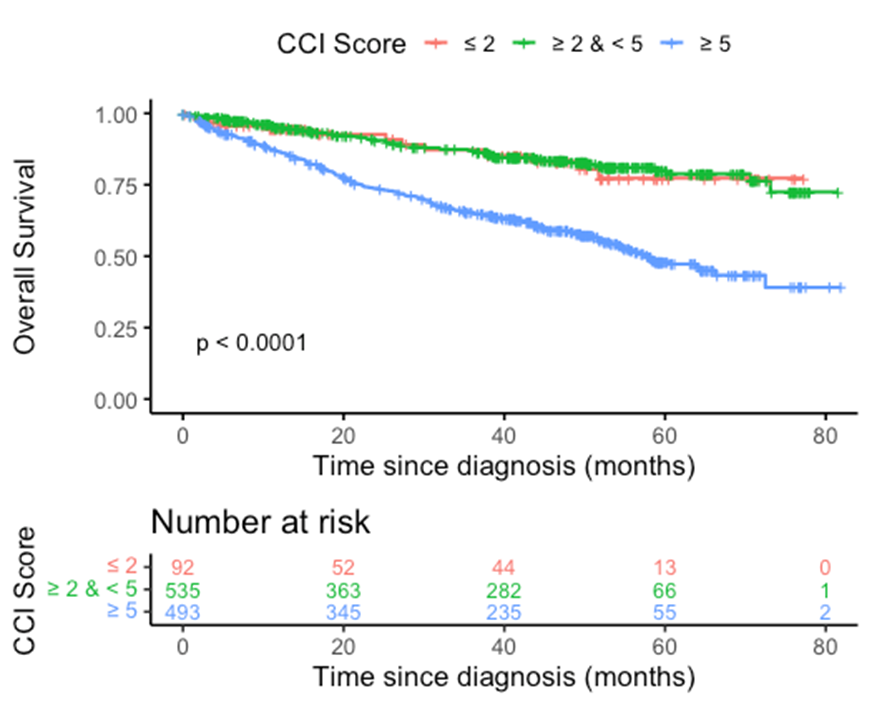 CCI Score ≤ 2 ≥ 2 & < 5 ≥ 5
Overall Survival
1.00
0.75
0.50
0.25
0.00
p < 0.0001
0 20 40 60 80
Time since diagnosis (months)
Number at risk
CCI Score
≤ 2 92 52 44 13 0
≥ 2 & < 5 535 363 282 66 1
≥ 5 493 345 235 55 2
0 20 40 60 80
Time since diagnosis (months)